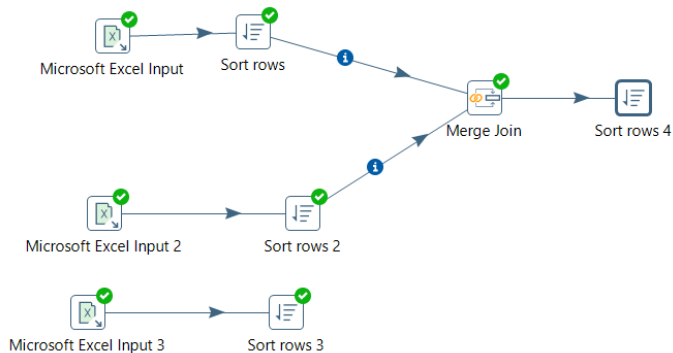 Microsoft Excel Input
Sort rows
Merge Join
Sort rows 4
Microsoft Excel Input 2
Sort rows 2
Microsoft Excel Input 3
Sort rows 3